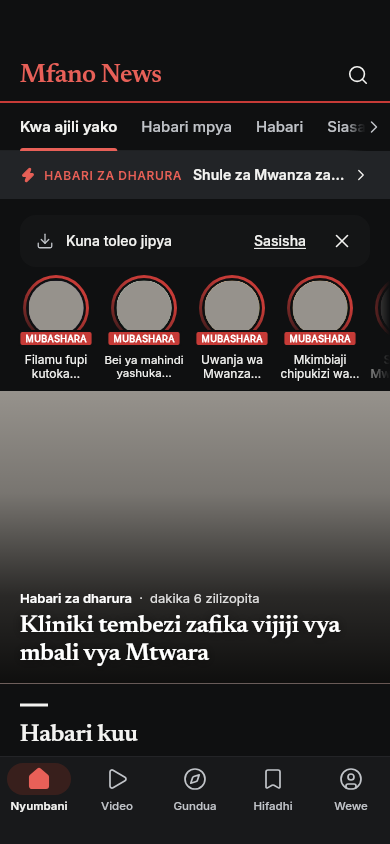 Mfano News
Kwa ajili yako
Habari mpya
Habari
Siasa
HABARI ZA DHARURA
Shule za Mwanza za...
Kuna toleo jipya
Sasisha
MUBASHARA
MUBASHARA
MUBASHARA
MUBASHARA
Filamu fupi
kutoka...
Bei ya mahindi
yashuka...
Uwanja wa
Mwanza...
Mkimbiaji
chipukizi wa...
Habari za dharura · dakika 6 zilizopita
Kliniki tembezi zafika vijiji vya
mbali vya Mtwara
Habari kuu
Nyumbani
Video
Gundua
Hifadhi
Wewe